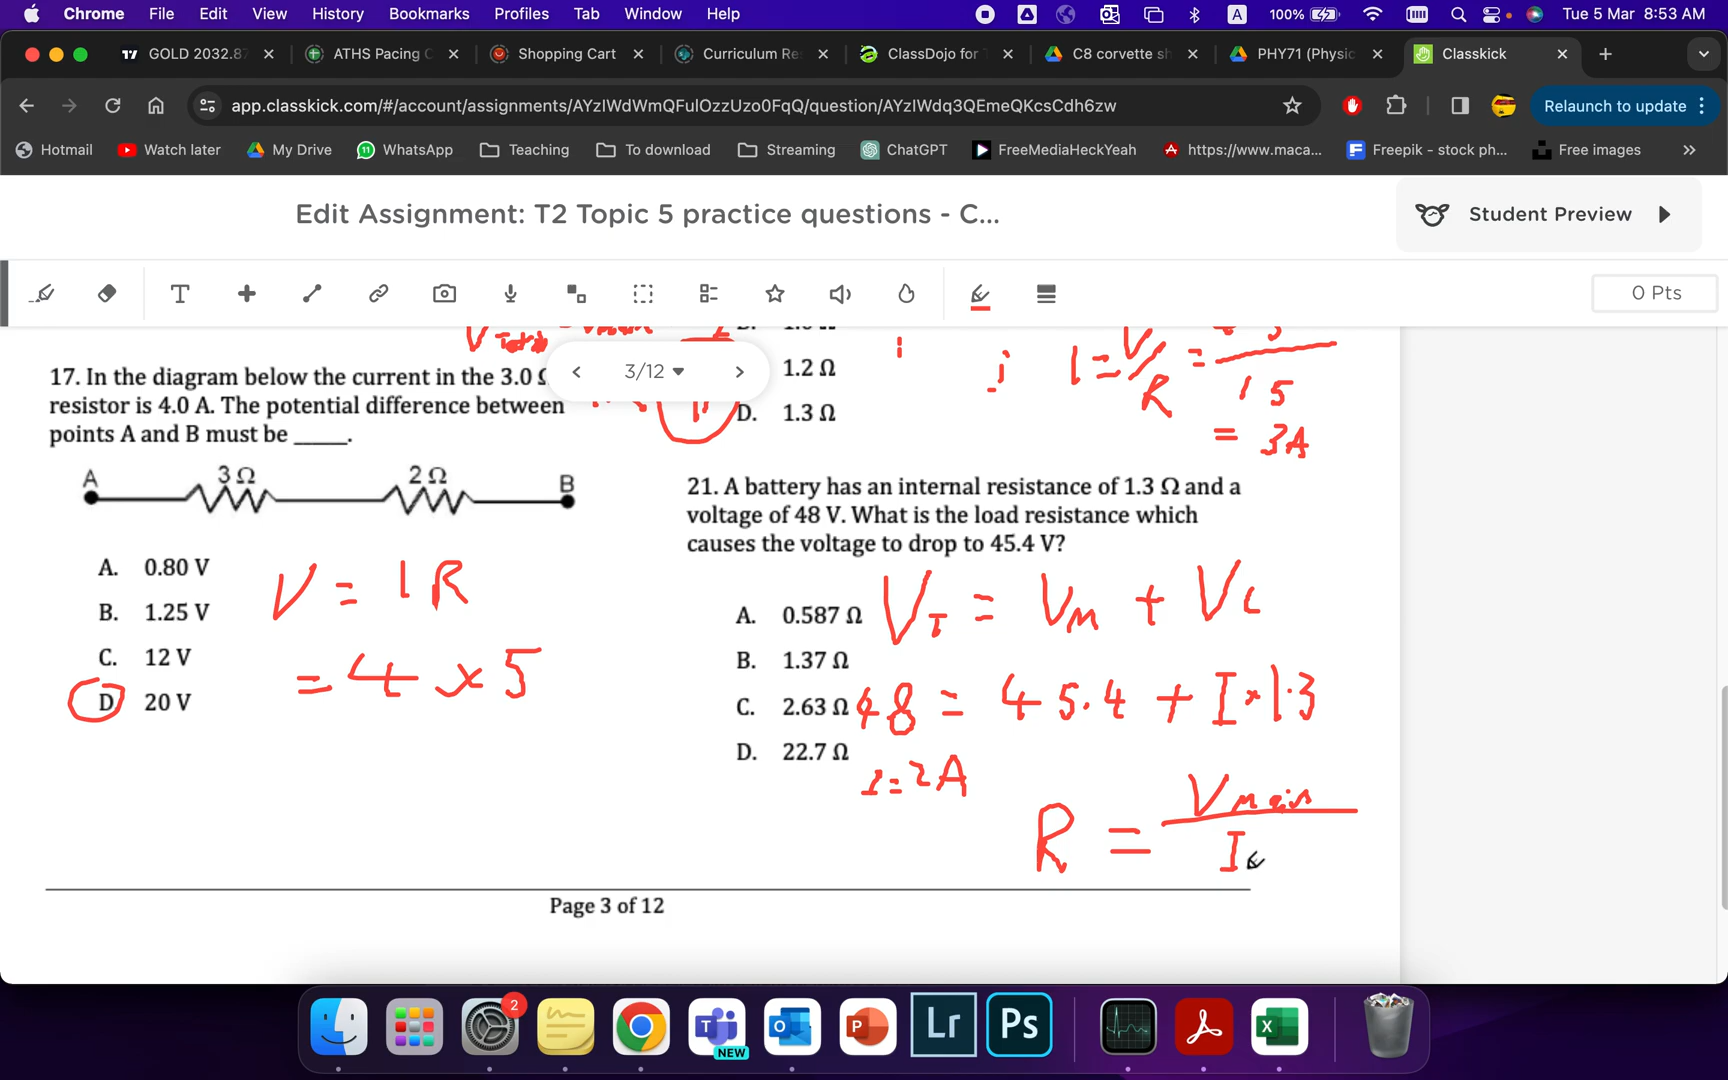 Chrome File Edit View History Bookmarks Profiles Tab Window Help A 100% Tue 5 Mar 8:53 AM
GOLD 2032.87 ATHS Pacing Shopping Cart Curriculum Re ClassDojo for C8 corvette sh PHY71 (Physic Classkick
app.classkick.com/#/account/assignments/AYzIWdWmQFulOzzUzo0FqQ/question/AYzIWdq3QEmeQKcsCdh6zw Relaunch to update
Hotmail Watch later My Drive WhatsApp Teaching To download Streaming ChatGPT FreeMediaHeckYeah https://www.maca... Freepik - stock ph... Free images
Edit Assignment: T2 Topic 5 practice questions - C...
Student Preview
T
0 Pts
3/12
17. In the diagram below the current in the 3.0 Ω
resistor is 4.0 A. The potential difference between
points A and B must be _____.
A 3 Ω 2 Ω B
A. 0.80 V
B. 1.25 V
C. 12 V
D. 20 V
V = IR
= 4 x 5
1.2 Ω
D. 1.3 Ω
I = V/R =
15
= 3A
21. A battery has an internal resistance of 1.3 Ω and a
voltage of 48 V. What is the load resistance which
causes the voltage to drop to 45.4 V?
A. 0.587 Ω
B. 1.37 Ω
C. 2.63 Ω
D. 22.7 Ω
48 = 45.4 + I x 1.3
I = 2A
R = V main
I
Page 3 of 12
2
NEW
Lr Ps